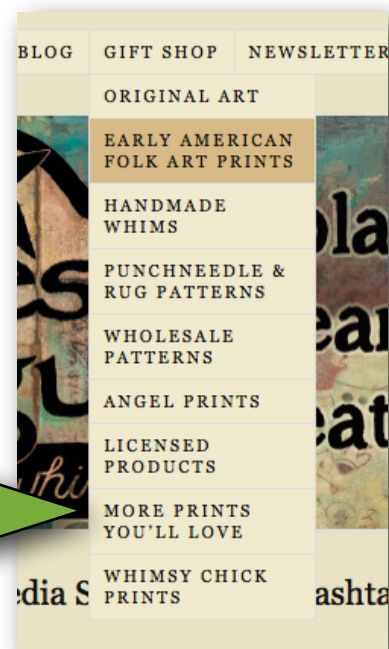 BLOG GIFT SHOP NEWSLETTER
ORIGINAL ART
EARLY AMERICAN
FOLK ART PRINTS
HANDMADE
WHIMS
PUNCHNEEDLE &
RUG PATTERNS
WHOLESALE
PATTERNS
ANGEL PRINTS
LICENSED
PRODUCTS
MORE PRINTS
YOU'LL LOVE
WHIMSY CHICK
PRINTS